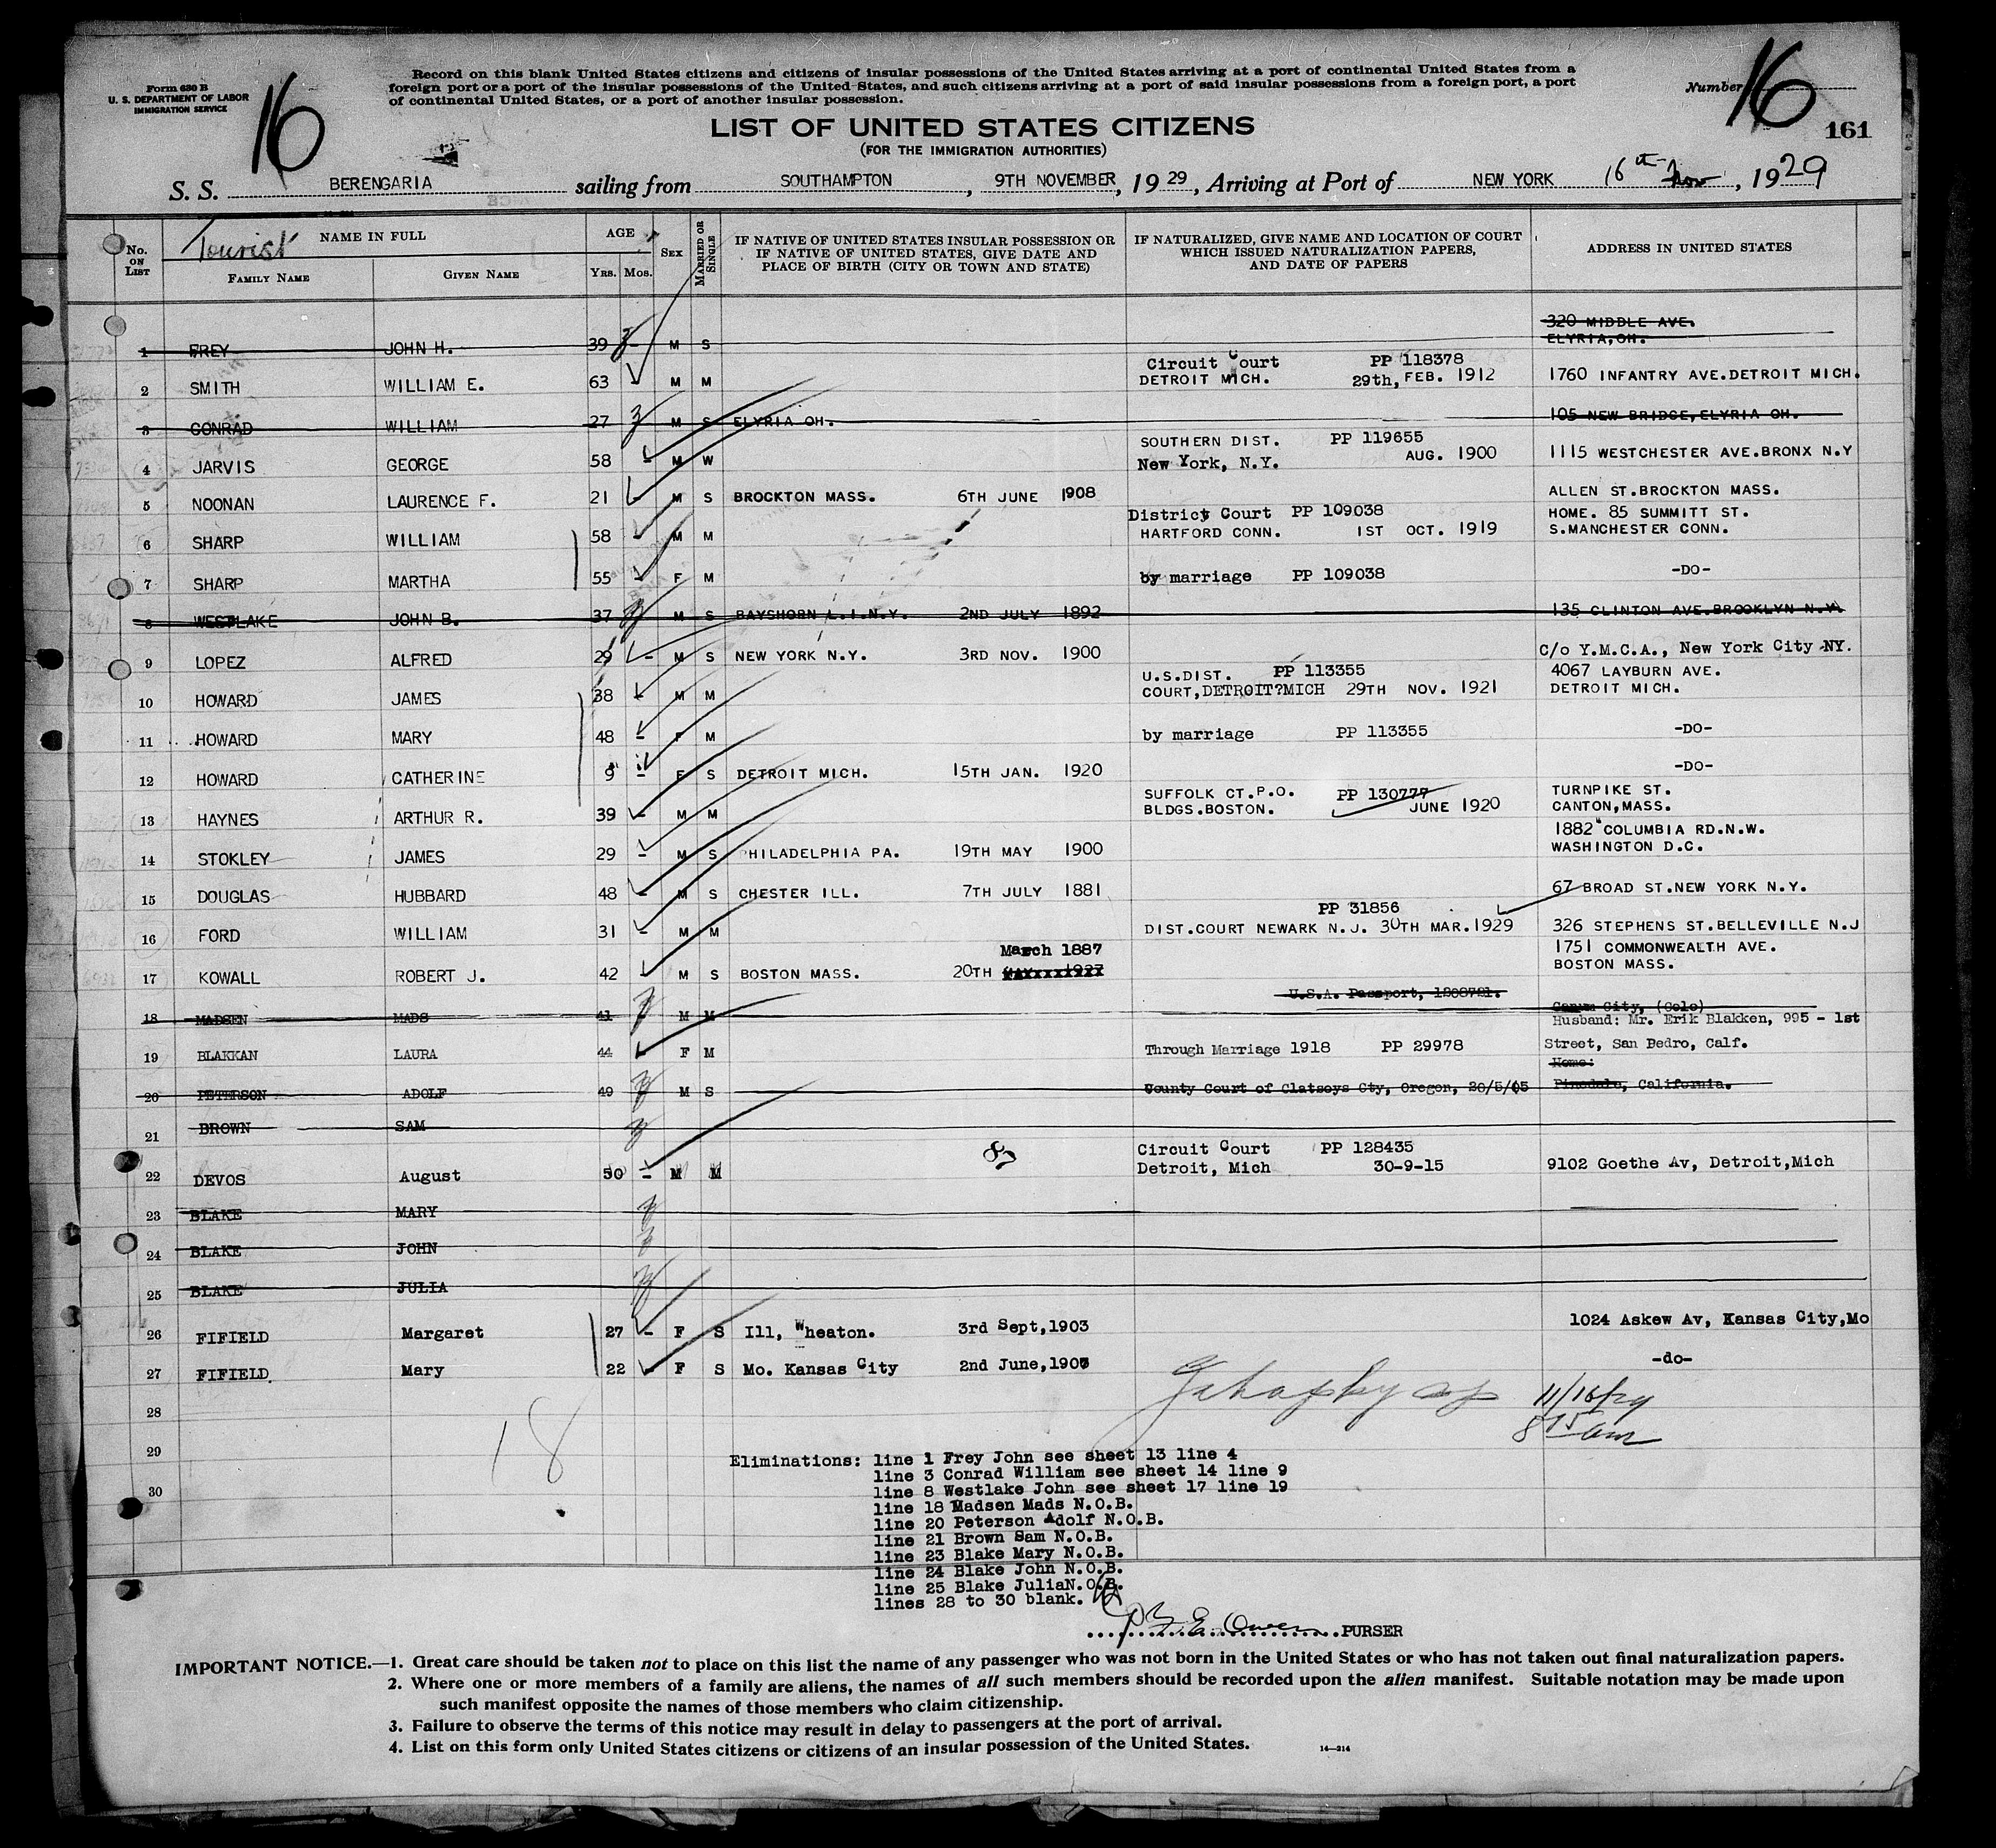 Form 630 B
U. S. DEPARTMENT OF LABOR
IMMIGRATION SERVICE
16
Record on this blank United States citizens and citizens of insular possessions of the United States arriving at a port of continental United States from a
foreign port or a port of the insular possessions of the United States, and such citizens arriving at a port of said insular possessions from a foreign port, a port
of continental United States, or a port of another insular possession.
Number 16
161
LIST OF UNITED STATES CITIZENS
(FOR THE IMMIGRATION AUTHORITIES)
S. S. BERENGARIA sailing from SOUTHAMPTON, 9TH NOVEMBER, 1929, Arriving at Port of NEW YORK 16th Nov, 1929
No. ON LIST Tourist NAME IN FULL FAMILY NAME GIVEN NAME AGE YRS. MOS. SEX MARRIED OR SINGLE
IF NATIVE OF UNITED STATES INSULAR POSSESSION OR IF NATIVE OF UNITED STATES, GIVE DATE AND PLACE OF BIRTH (CITY OR TOWN AND STATE)
IF NATURALIZED, GIVE NAME AND LOCATION OF COURT WHICH ISSUED NATURALIZATION PAPERS, AND DATE OF PAPERS
ADDRESS IN UNITED STATES
1 FREY JOHN H. 39 - M S 320 MIDDLE AVE. ELYRIA, OH.
2 SMITH WILLIAM E. 63 - M M Circuit Court PP 118378 DETROIT MICH. 29th, FEB. 1912 1760 INFANTRY AVE. DETROIT MICH.
3 CONRAD WILLIAM 27 M S ELYRIA OH. 105 NEW BRIDGE, ELYRIA OH.
4 JARVIS GEORGE 58 - M W SOUTHERN DIST. PP 119655 New York, N.Y. AUG. 1900 1115 WESTCHESTER AVE. BRONX N.Y
5 NOONAN LAURENCE F. 21 - M S BROCKTON MASS. 6TH JUNE 1908 ALLEN ST. BROCKTON MASS.
6 SHARP WILLIAM 58 - M M District Court PP 109038 HARTFORD CONN. 1ST OCT. 1919 HOME. 85 SUMMITT ST. S. MANCHESTER CONN.
7 SHARP MARTHA 55 - F M by marriage PP 109038 -DO-
8 WESTLAKE JOHN B. 37 M S BAYSHORN L.I.N.Y. 2ND JULY 1892 135 CLINTON AVE. BROOKLYN N.Y.
9 LOPEZ ALFRED 29 - M S NEW YORK N.Y. 3RD NOV. 1900 C/o Y.M.C.A., New York City NY.
10 HOWARD JAMES 38 - M M U.S. DIST. PP 113355 COURT, DETROIT?MICH 29TH NOV. 1921 4067 LAYBURN AVE. DETROIT MICH.
11 HOWARD MARY 48 - F M by marriage PP 113355 -DO-
12 HOWARD CATHERINE 9 - F S DETROIT MICH. 15TH JAN. 1920 -DO-
13 HAYNES ARTHUR R. 39 - M M SUFFOLK CT. P.O. PP 130777 BLDGS. BOSTON. JUNE 1920 TURNPIKE ST. CANTON, MASS.
14 STOKLEY JAMES 29 - M S PHILADELPHIA PA. 19TH MAY 1900 1882 COLUMBIA RD. N.W. WASHINGTON D.C.
15 DOUGLAS HUBBARD 48 - M S CHESTER ILL. 7TH JULY 1881 67 BROAD ST. NEW YORK N.Y.
16 FORD WILLIAM 31 - M M PP 31856 DIST. COURT NEWARK N.J. 30TH MAR. 1929 326 STEPHENS ST. BELLEVILLE N.J
17 KOWALL ROBERT J. 42 - M S BOSTON MASS. 20TH March 1887 1751 COMMONWEALTH AVE. BOSTON MASS.
18 MADSEN MADS 41 M M U.S.A. Passport, Canum City, (Colo)
19 BLAKKAN LAURA 44 - F M Through Marriage 1918 PP 29978 Husband: Mr. Erik Blakken, 995 - 1st Street, San Pedro, Calf.
20 PETERSON ADOLF 49 M S County Court of Clatsoys Cty, Oregon, 20/5/05 Home: Pinedale, California.
21 BROWN SAM
22 DEVOS August 50 - M M Circuit Court PP 128435 Detroit, Mich 30-9-15 9102 Goethe Av, Detroit, Mich
23 BLAKE MARY
24 BLAKE JOHN
25 BLAKE JULIA
26 FIFIELD Margaret 27 - F S Ill, Wheaton. 3rd Sept, 1903 1024 Askew Av, Kansas City, Mo
27 FIFIELD Mary 22 - F S Mo. Kansas City 2nd June, 1907 -do-
28
11/16/29
8 15 am
29
30
18
Eliminations: line 1 Frey John see sheet 13 line 4
line 3 Conrad William see sheet 14 line 9
line 8 Westlake John see sheet 17 line 19
line 18 Madsen Mads N.O.B.
line 20 Peterson Adolf N.O.B.
line 21 Brown Sam N.O.B.
line 23 Blake Mary N.O.B.
line 24 Blake John N.O.B.
line 25 Blake Julia N.O.B.
lines 28 to 30 blank.
Owen PURSER
IMPORTANT NOTICE.—1. Great care should be taken not to place on this list the name of any passenger who was not born in the United States or who has not taken out final naturalization papers.
2. Where one or more members of a family are aliens, the names of all such members should be recorded upon the alien manifest. Suitable notation may be made upon
such manifest opposite the names of those members who claim citizenship.
3. Failure to observe the terms of this notice may result in delay to passengers at the port of arrival.
4. List on this form only United States citizens or citizens of an insular possession of the United States.
14—214